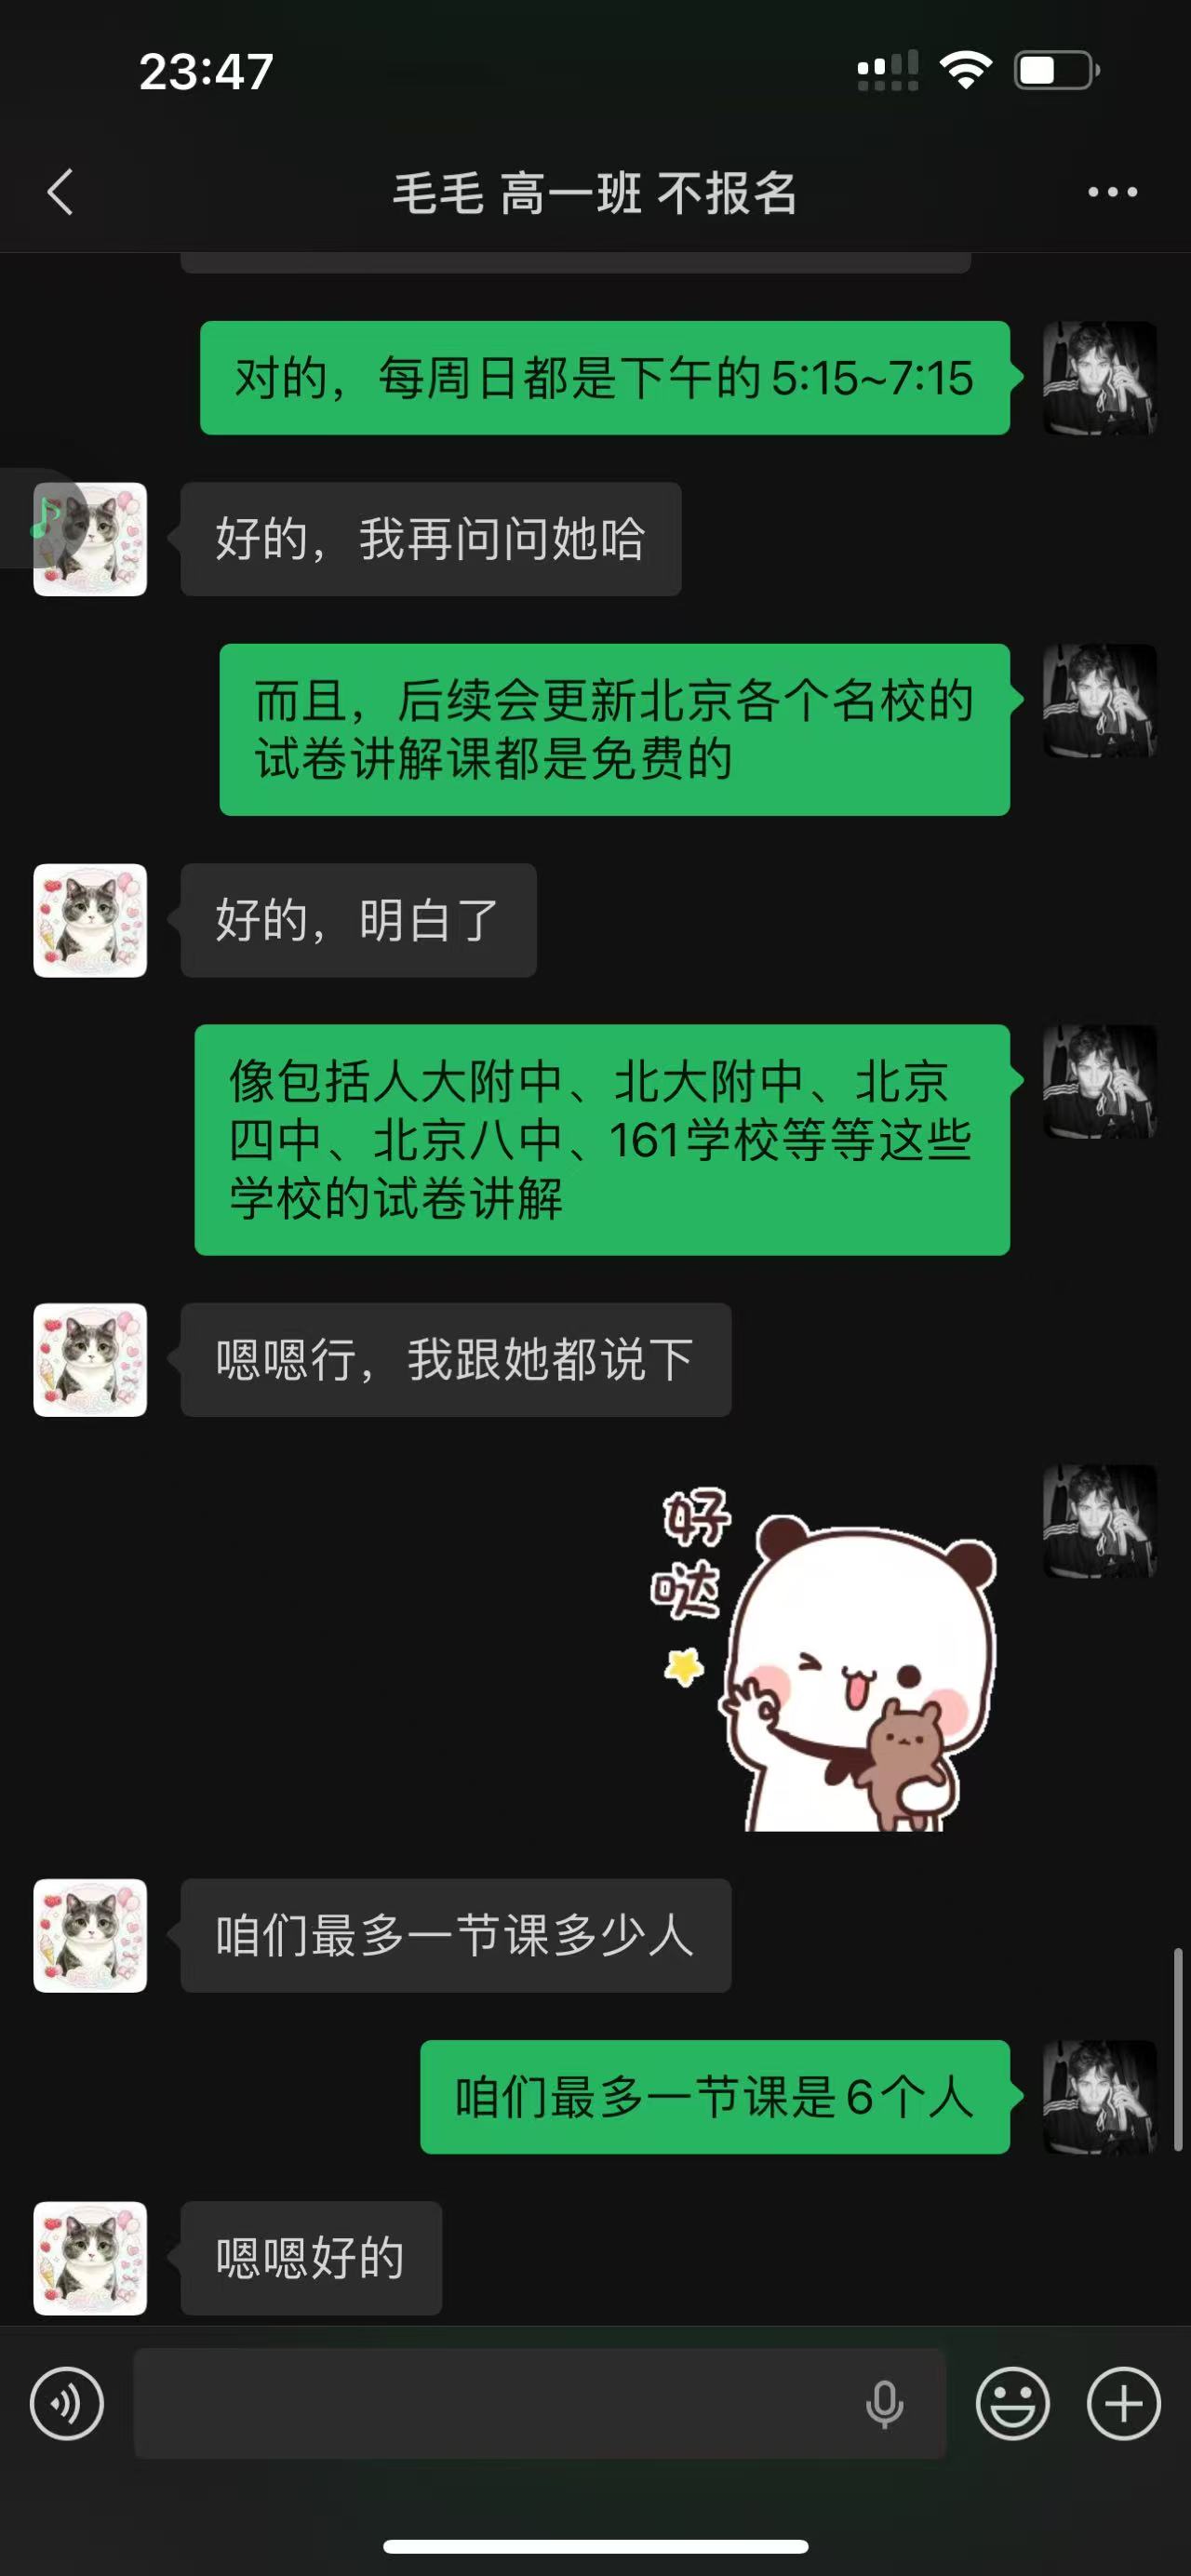 23:47
毛毛 高一班 不报名
对的，每周日都是下午的5:15~7:15
好的，我再问问她哈
而且，后续会更新北京各个名校的
试卷讲解课都是免费的
好的，明白了
像包括人大附中、北大附中、北京
四中、北京八中、161学校等等这些
学校的试卷讲解
嗯嗯行，我跟她都说下
好
哒
咱们最多一节课多少人
咱们最多一节课是6个人
嗯嗯好的